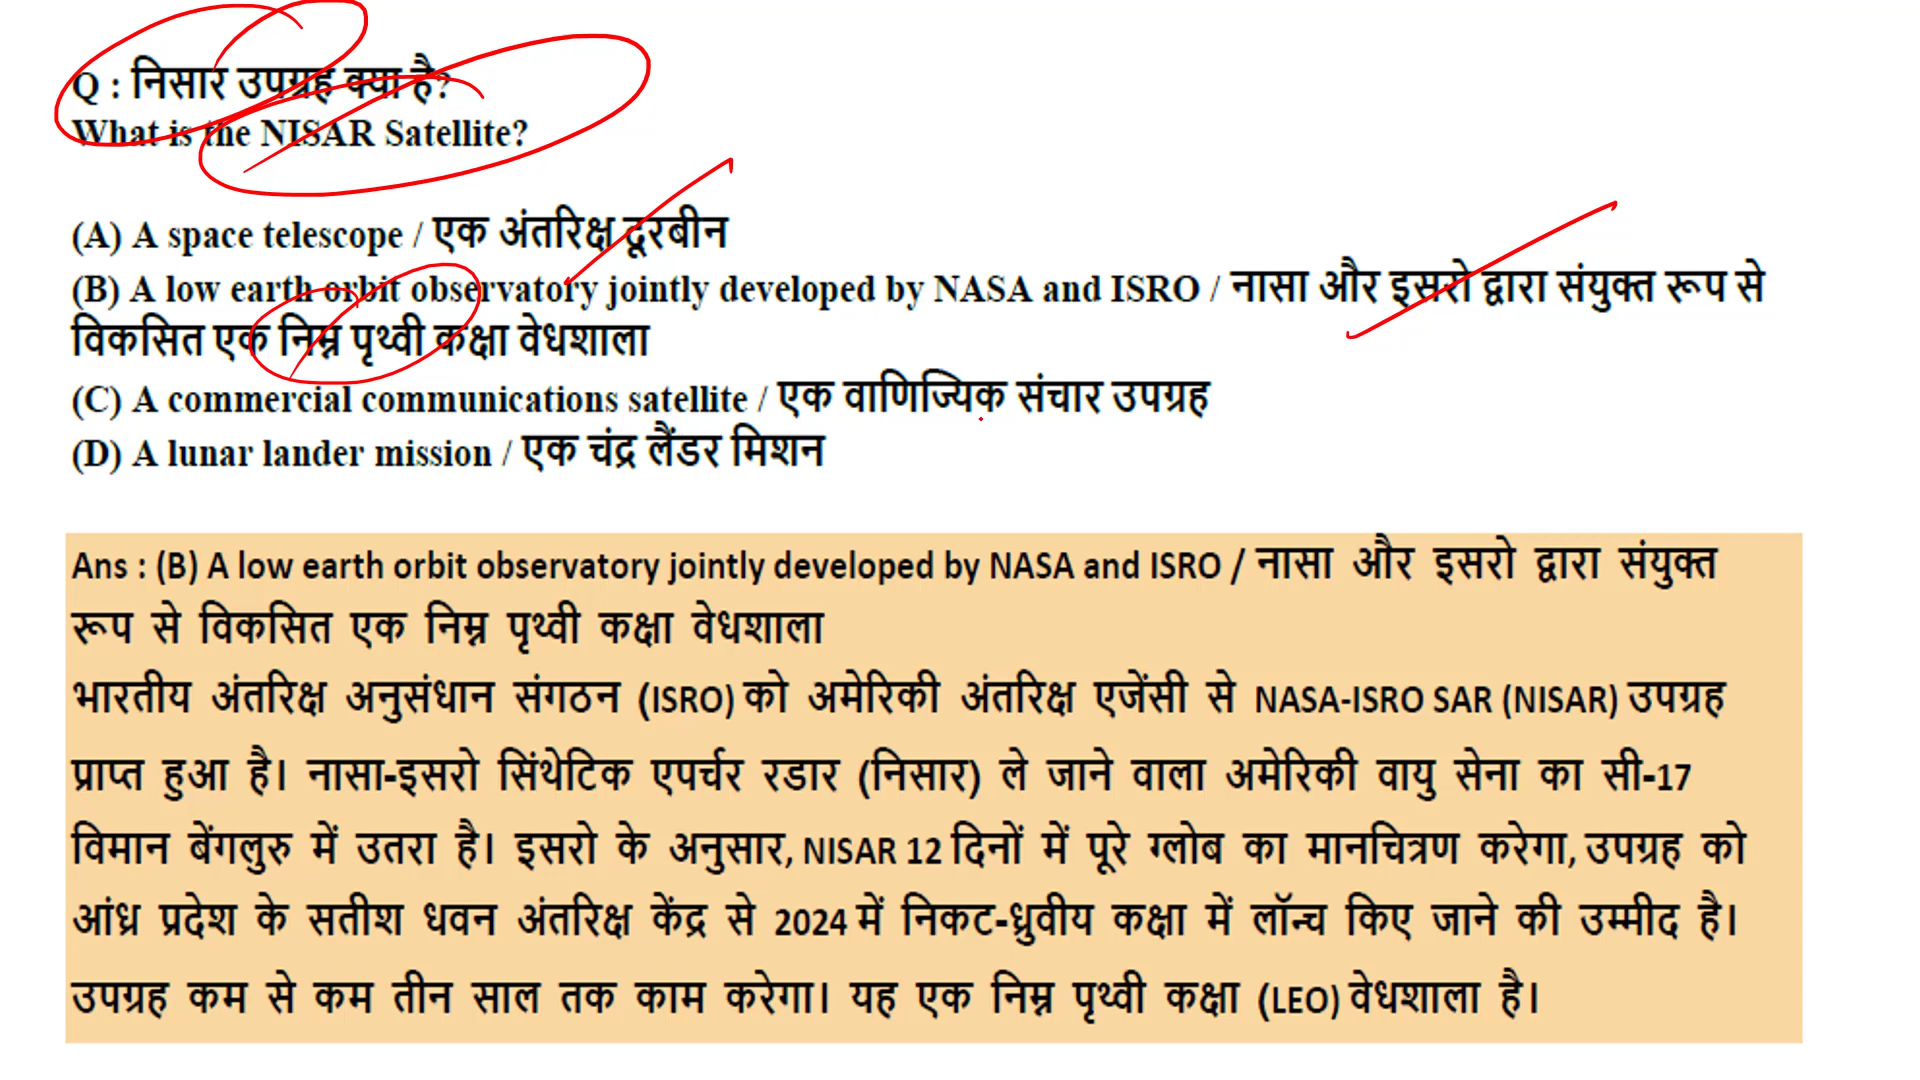 Q : निसार उपग्रह क्या है?
What is the NISAR Satellite?
(A) A space telescope / एक अंतरिक्ष दूरबीन
(B) A low earth orbit observatory jointly developed by NASA and ISRO / नासा और इसरो द्वारा संयुक्त रूप से
विकसित एक निम्न पृथ्वी कक्षा वेधशाला
(C) A commercial communications satellite / एक वाणिज्यिक संचार उपग्रह
(D) A lunar lander mission / एक चंद्र लैंडर मिशन
Ans : (B) A low earth orbit observatory jointly developed by NASA and ISRO / नासा और इसरो द्वारा संयुक्त
रूप से विकसित एक निम्न पृथ्वी कक्षा वेधशाला
भारतीय अंतरिक्ष अनुसंधान संगठन (ISRO) को अमेरिकी अंतरिक्ष एजेंसी से NASA-ISRO SAR (NISAR) उपग्रह
प्राप्त हुआ है। नासा-इसरो सिंथेटिक एपर्चर रडार (निसार) ले जाने वाला अमेरिकी वायु सेना का सी-17
विमान बेंगलुरु में उतरा है। इसरो के अनुसार, NISAR 12 दिनों में पूरे ग्लोब का मानचित्रण करेगा, उपग्रह को
आंध्र प्रदेश के सतीश धवन अंतरिक्ष केंद्र से 2024 में निकट-ध्रुवीय कक्षा में लॉन्च किए जाने की उम्मीद है।
उपग्रह कम से कम तीन साल तक काम करेगा। यह एक निम्न पृथ्वी कक्षा (LEO) वेधशाला है।